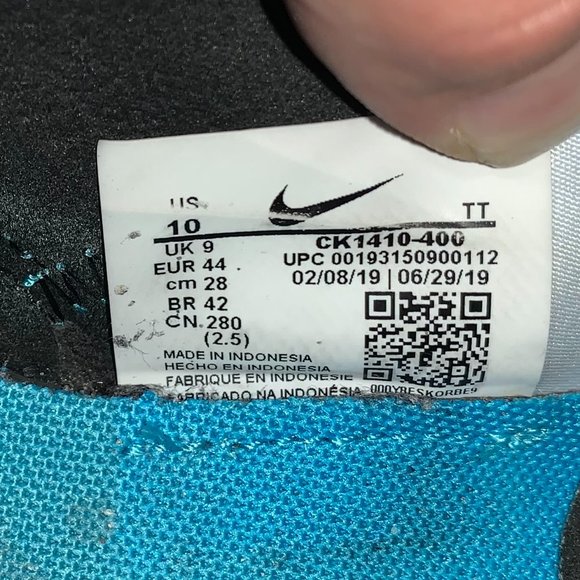 US
10
UK 9
EUR 44
cm 28
BR 42
CN 280
(2.5)
TT
CK1410-400
UPC 00193150900112
02/08/19 | 06/29/19
MADE IN INDONESIA
HECHO EN INDONESIA
FABRIQUE EN INDONESIE
FABRICADO NA INDONÉSIA